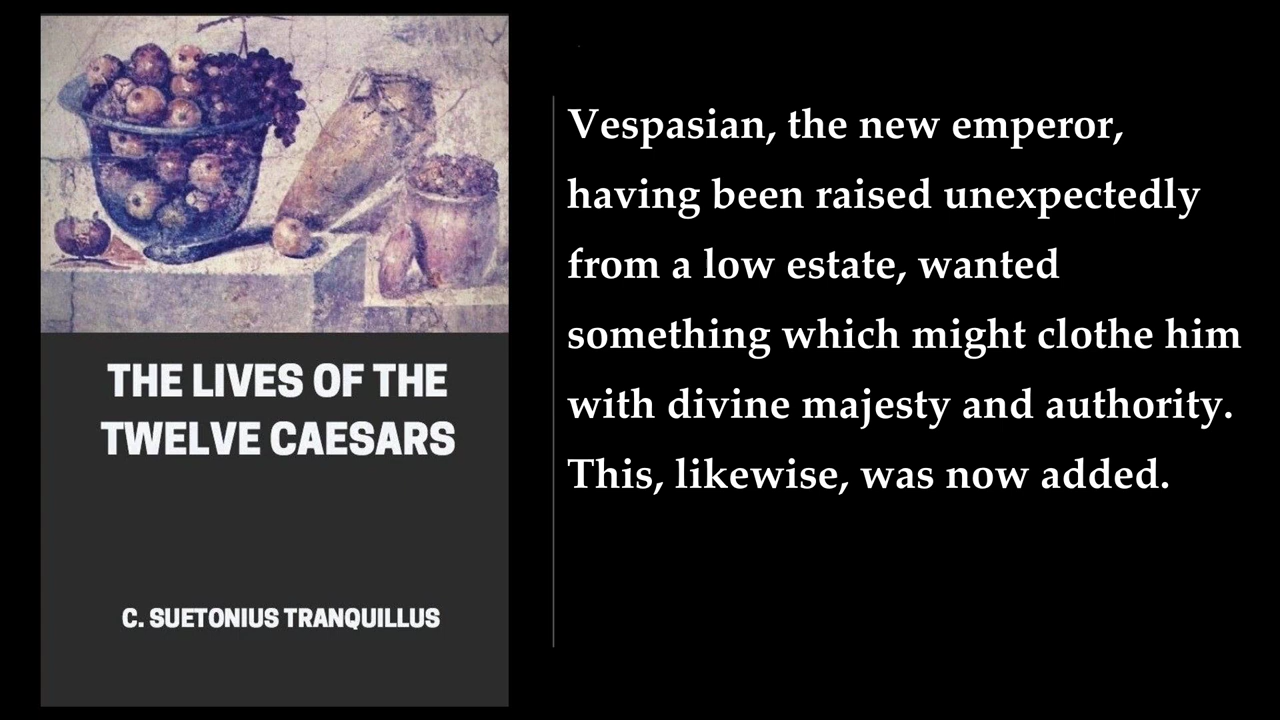 THE LIVES OF THE
TWELVE CAESARS
C. SUETONIUS TRANQUILLUS
Vespasian, the new emperor,
having been raised unexpectedly
from a low estate, wanted
something which might clothe him
with divine majesty and authority.
This, likewise, was now added.